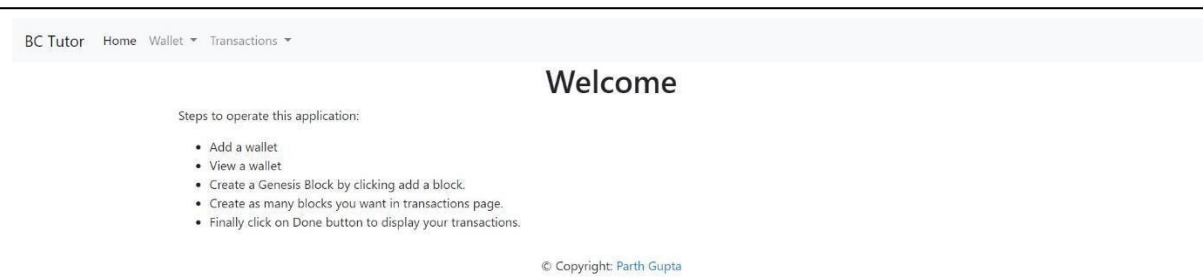 BC Tutor Home Wallet Transactions
Welcome
Steps to operate this application:
Add a wallet
View a wallet
Create a Genesis Block by clicking add a block.
Create as many blocks you want in transactions page.
Finally click on Done button to display your transactions.
© Copyright: Parth Gupta